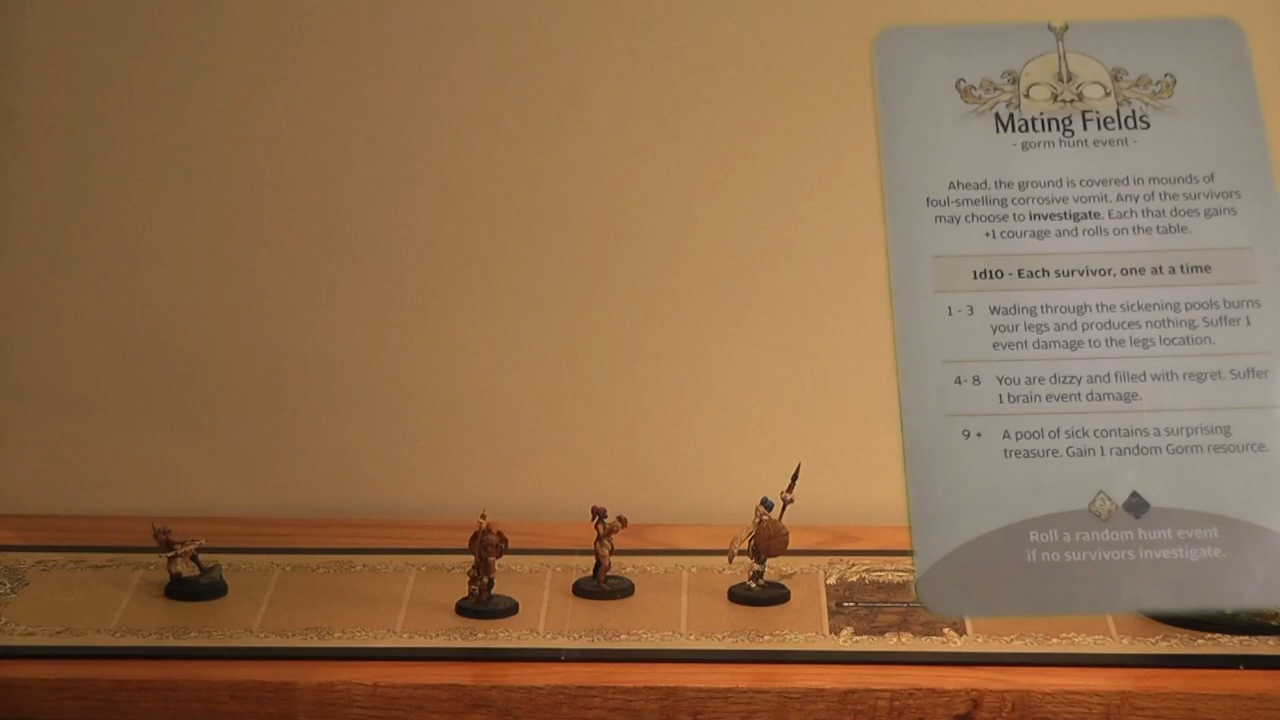 Mating Fields
- gorm hunt event -
Ahead, the ground is covered in mounds of
foul-smelling corrosive vomit. Any of the survivors
may choose to investigate. Each that does gains
+1 courage and rolls on the table.
1d10 - Each survivor, one at a time
1 - 3 Wading through the sickening pools burns
your legs and produces nothing. Suffer 1
event damage to the legs location.
4- 8 You are dizzy and filled with regret. Suffer
1 brain event damage.
9 + A pool of sick contains a surprising
treasure. Gain 1 random Gorm resource.
Roll a random hunt event
if no survivors investigate.